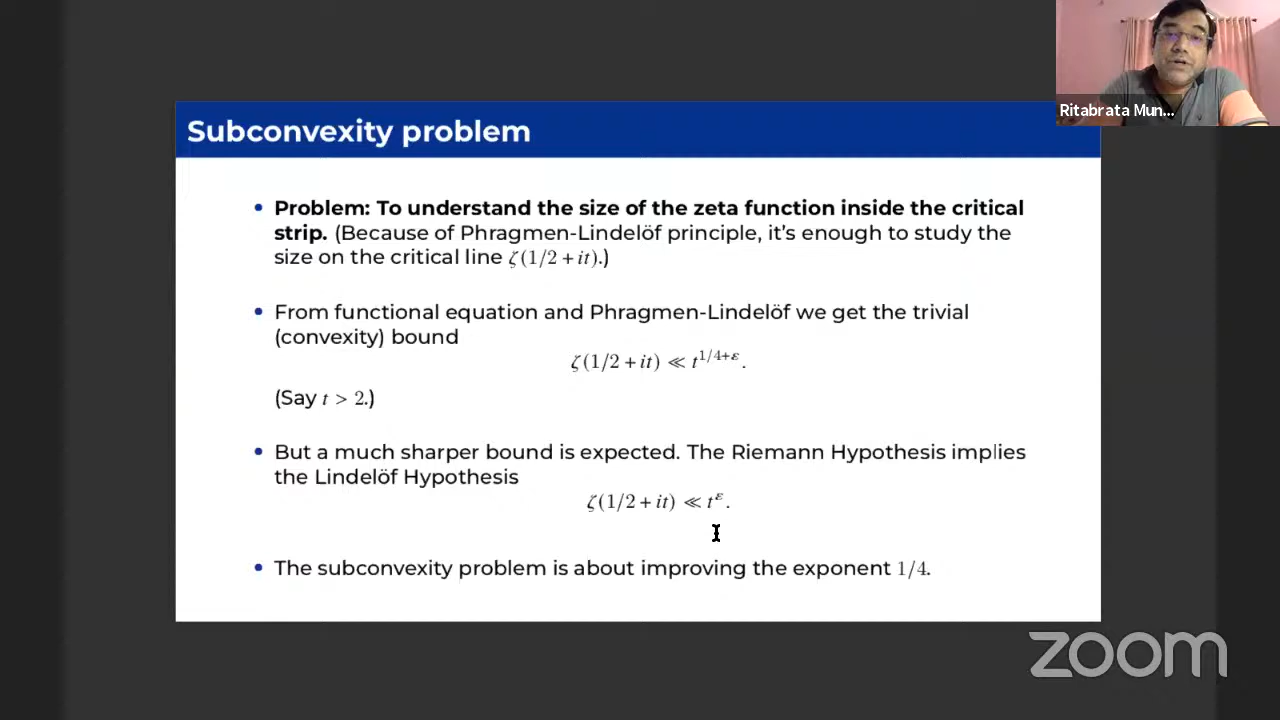 Ritabrata Mun...
Subconvexity problem
• Problem: To understand the size of the zeta function inside the critical
strip. (Because of Phragmen-Lindelöf principle, it's enough to study the
size on the critical line ζ(1/2 + it).)
• From functional equation and Phragmen-Lindelöf we get the trivial
(convexity) bound
ζ(1/2 + it) ≪ t^{1/4+ε}.
(Say t > 2.)
• But a much sharper bound is expected. The Riemann Hypothesis implies
the Lindelöf Hypothesis
ζ(1/2 + it) ≪ t^ε.
• The subconvexity problem is about improving the exponent 1/4.
zoom